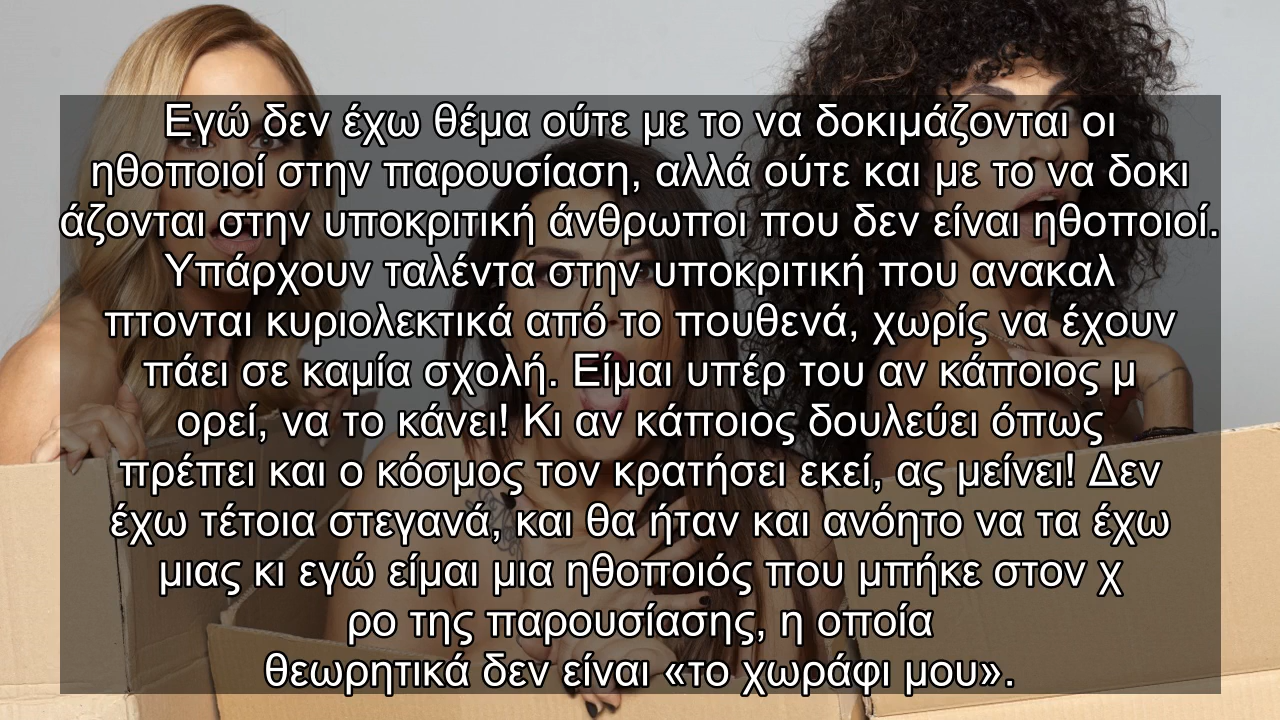 Εγώ δεν έχω θέμα ούτε με το να δοκιμάζονται οι
ηθοποιοί στην παρουσίαση, αλλά ούτε και με το να δοκι
άζονται στην υποκριτική άνθρωποι που δεν είναι ηθοποιοί.
Υπάρχουν ταλέντα στην υποκριτική που ανακαλ
πτονται κυριολεκτικά από το πουθενά, χωρίς να έχουν
πάει σε καμία σχολή. Είμαι υπέρ του αν κάποιος μ
ορεί, να το κάνει! Κι αν κάποιος δουλεύει όπως
πρέπει και ο κόσμος τον κρατήσει εκεί, ας μείνει! Δεν
έχω τέτοια στεγανά, και θα ήταν και ανόητο να τα έχω
μιας κι εγώ είμαι μια ηθοποιός που μπήκε στον χ
ρο της παρουσίασης, η οποία
θεωρητικά δεν είναι «το χωράφι μου».